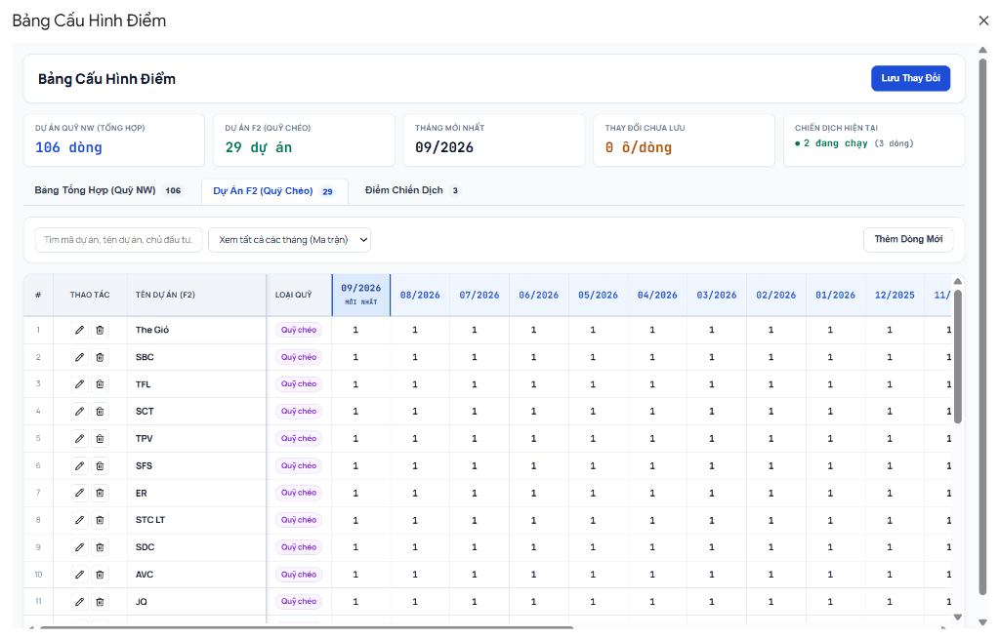 Bảng Cấu Hình Điểm
Bảng Cấu Hình Điểm
Lưu Thay Đổi
DỰ ÁN QUỸ NW (TỔNG HỢP)
106 dòng
DỰ ÁN F2 (QUỸ CHÉO)
29 dự án
THÁNG MỚI NHẤT
09/2026
THAY ĐỔI CHƯA LƯU
0 ô/dòng
CHIẾN DỊCH HIỆN TẠI
2 đang chạy (3 dòng)
Bảng Tổng Hợp (Quỹ NW) 106 Dự Án F2 (Quỹ Chéo) 29 Điểm Chiến Dịch 3
Tìm mã dự án, tên dự án, chủ đầu tư. Xem tất cả các tháng (Ma trận) Thêm Dòng Mới
# THAO TÁC TÊN DỰ ÁN (F2) LOẠI QUỸ 09/2026 MỚI NHẤT 08/2026 07/2026 06/2026 05/2026 04/2026 03/2026 02/2026 01/2026 12/2025 11/
1 The Gió Quỹ chéo 1 1 1 1 1 1 1 1 1 1 1
2 SBC Quỹ chéo 1 1 1 1 1 1 1 1 1 1 1
3 TFL Quỹ chéo 1 1 1 1 1 1 1 1 1 1 1
4 SCT Quỹ chéo 1 1 1 1 1 1 1 1 1 1 1
5 TPV Quỹ chéo 1 1 1 1 1 1 1 1 1 1 1
6 SFS Quỹ chéo 1 1 1 1 1 1 1 1 1 1 1
7 ER Quỹ chéo 1 1 1 1 1 1 1 1 1 1 1
8 STC LT Quỹ chéo 1 1 1 1 1 1 1 1 1 1 1
9 SDC Quỹ chéo 1 1 1 1 1 1 1 1 1 1 1
10 AVC Quỹ chéo 1 1 1 1 1 1 1 1 1 1 1
11 JQ Quỹ chéo 1 1 1 1 1 1 1 1 1 1 1